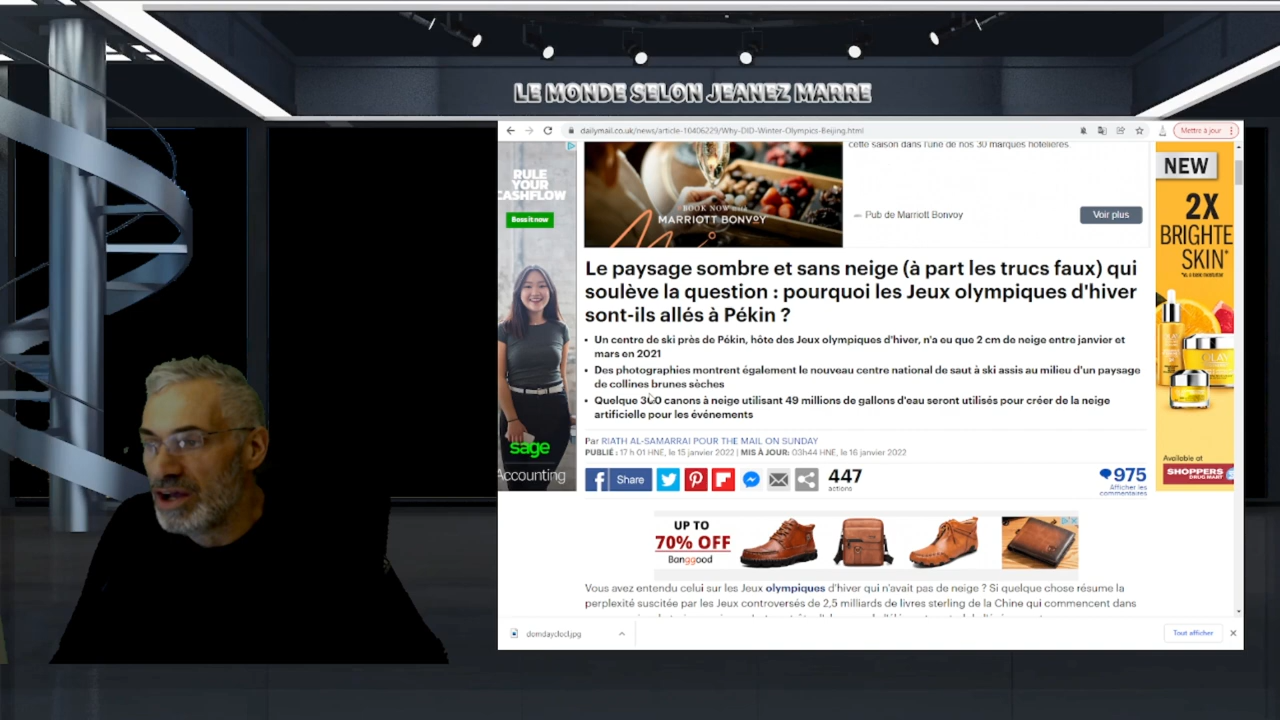 LE MONDE SELON JEANEZ MARRE
dailymail.co.uk/news/article-10406229/Why-DID-Winter-Olympics-Beijing.html
Mettre à jour
cette saison dans l'une de nos 30 marques hôtelières.
RULE
YOUR
CASHFLOW
Boss it now
BOOK NOW with
MARRIOTT BONVOY
Pub de Marriott Bonvoy
Voir plus
NEW
2X
BRIGHTE
SKIN*
Le paysage sombre et sans neige (à part les trucs faux) qui
soulève la question : pourquoi les Jeux olympiques d'hiver
sont-ils allés à Pékin ?
Un centre de ski près de Pékin, hôte des Jeux olympiques d'hiver, n'a eu que 2 cm de neige entre janvier et
mars en 2021
Des photographies montrent également le nouveau centre national de saut à ski assis au milieu d'un paysage
de collines brunes sèches
Quelque 300 canons à neige utilisant 49 millions de gallons d'eau seront utilisés pour créer de la neige
artificielle pour les événements
Par RIATH AL-SAMARRAI POUR THE MAIL ON SUNDAY
PUBLIÉ : 17 h 01 HNE, le 15 janvier 2022 | MIS À JOUR: 03h44 HNE, le 16 janvier 2022
sage
Accounting
OLAY
Available at
SHOPPERS
DRUG MART
Share
447
actions
975
Afficher les
commentaires
UP TO
70% OFF
Banggood
Vous avez entendu celui sur les Jeux olympiques d'hiver qui n'avait pas de neige ? Si quelque chose résume la
perplexité suscitée par les Jeux controversés de 2,5 milliards de livres sterling de la Chine qui commencent dans
domdaydocl.jpg
Tout afficher